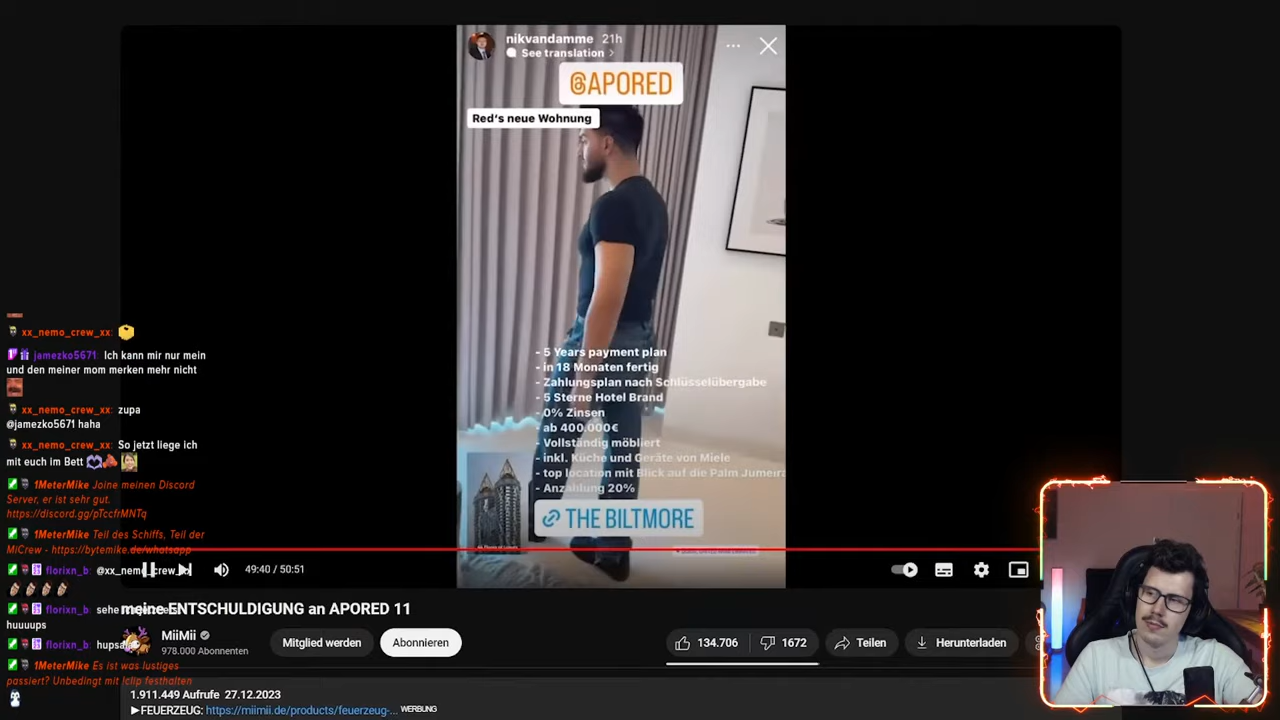 nikvandamme 21h
See translation >
@APORED
Red's neue Wohnung
- 5 Years payment plan
- in 18 Monaten fertig
- Zahlungsplan nach Schlüsselübergabe
- 5 Sterne Hotel Brand
- 0% Zinsen
- ab 400.000€
- Vollständig möbliert
- inkl. Küche und Geräte von Miele
- top location mit Blick auf die Palm Jumeira
- Anzahlung 20%
THE BILTMORE
xx_nemo_crew_xx:
jamezko5671: Ich kann mir nur mein
und den meiner mom merken mehr nicht
xx_nemo_crew_xx: zupa
@jamezko5671 haha
xx_nemo_crew_xx: So jetzt liege ich
mit euch im Bett
1MeterMike Joine meinen Discord
Server, er ist sehr gut.
https://discord.gg/pTccfrMNTq
1MeterMike Teil des Schiffs, Teil der
MiCrew - https://bytemike.de/whatsapp
florixn_b: @xx_nemo_crew_xx
florixn_b: sehe
huuuups
florixn_b: hupsa
1MeterMike Es ist was lustiges
passiert? Unbedingt mit !clip festhalten
49:40 / 50:51
meine ENTSCHULDIGUNG an APORED 11
MiiMii
978.000 Abonnenten
Mitglied werden
Abonnieren
134.706
1672
Teilen
Herunterladen
1.911.449 Aufrufe 27.12.2023
►FEUERZEUG: https://miimii.de/products/feuerzeug-... WERBUNG